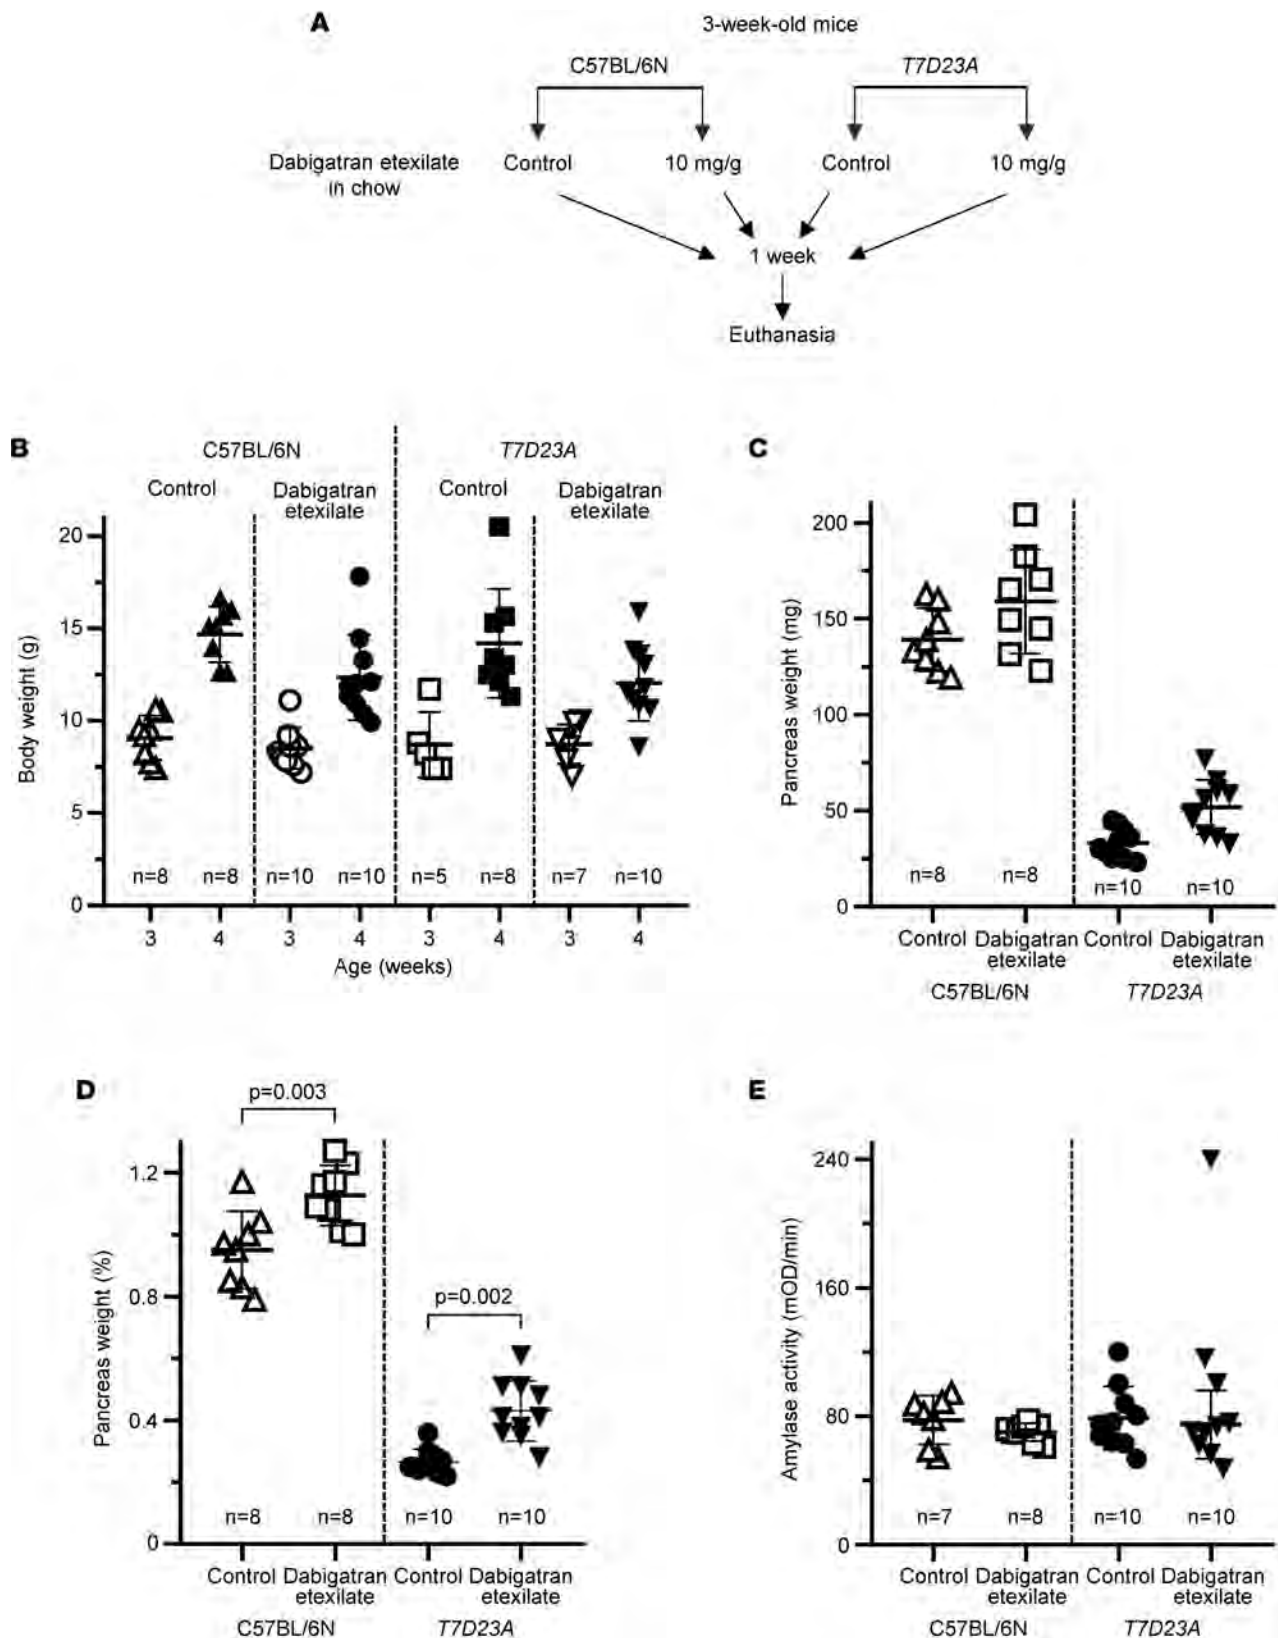 A
3-week-old mice
C57BL/6N T7D23A
Dabigatran etexilate
in chow
Control 10 mg/g Control 10 mg/g
1 week
Euthanasia
B
C57BL/6N T7D23A
Control Dabigatran etexilate Control Dabigatran etexilate
Body weight (g)
20
15
10
5
0
n=8 n=8 n=10 n=10 n=5 n=8 n=7 n=10
3 4 3 4 3 4 3 4
Age (weeks)
C
Pancreas weight (mg)
200
150
100
50
0
n=8 n=8 n=10 n=10
Control Dabigatran etexilate Control Dabigatran etexilate
C57BL/6N T7D23A
D
p=0.003
p=0.002
Pancreas weight (%)
1.2
0.8
0.4
0
n=8 n=8 n=10 n=10
Control Dabigatran etexilate Control Dabigatran etexilate
C57BL/6N T7D23A
E
Amylase activity (mOD/min)
240
160
80
0
n=7 n=8 n=10 n=10
Control Dabigatran etexilate Control Dabigatran etexilate
C57BL/6N T7D23A